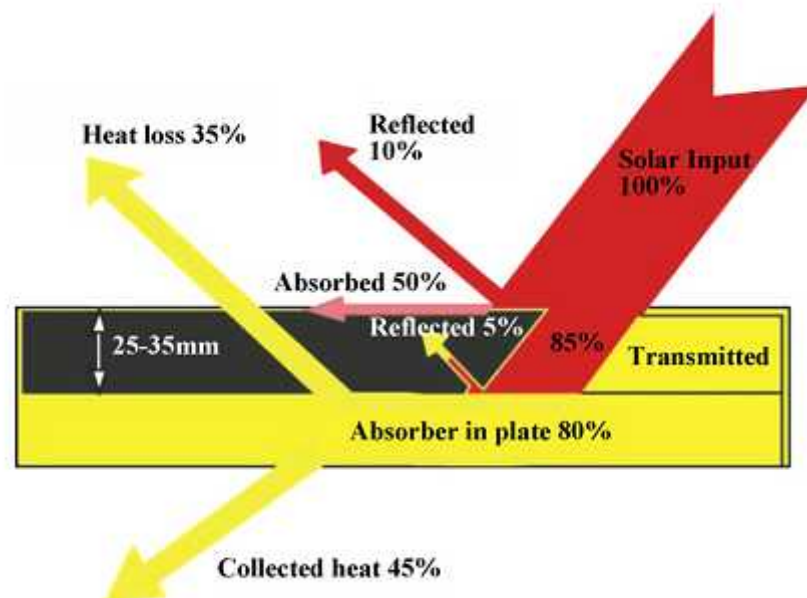 Heat loss 35%
Reflected
10%
Solar Input
100%
Absorbed 50%
Reflected 5%
25-35mm
85%
Transmitted
Absorber in plate 80%
Collected heat 45%